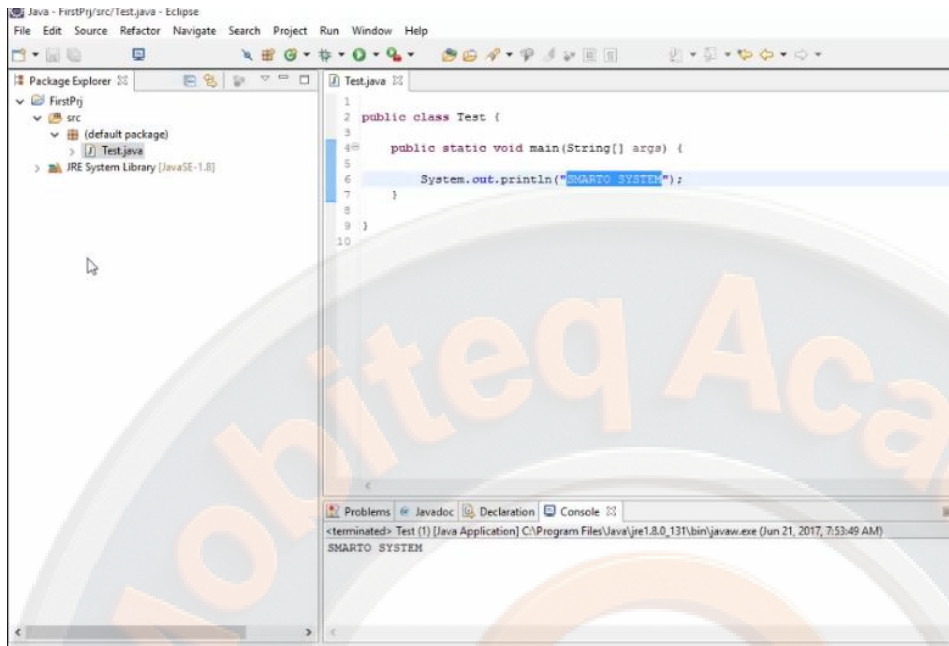 Java - FirstPrj/src/Test.java - Eclipse
File Edit Source Refactor Navigate Search Project Run Window Help
Package Explorer
FirstPrj
src
(default package)
Test.java
JRE System Library [JavaSE-1.8]
Test.java
1
2 public class Test {
3
4 public static void main(String[] args) {
5
6 System.out.println("SMARTO SYSTEM");
7 }
8
9 }
10
Problems Javadoc Declaration Console
<terminated> Test (1) [Java Application] C:\Program Files\Java\jre1.8.0_131\bin\javaw.exe (Jun 21, 2017, 7:53:49 AM)
SMARTO SYSTEM
Mobiteq Aca